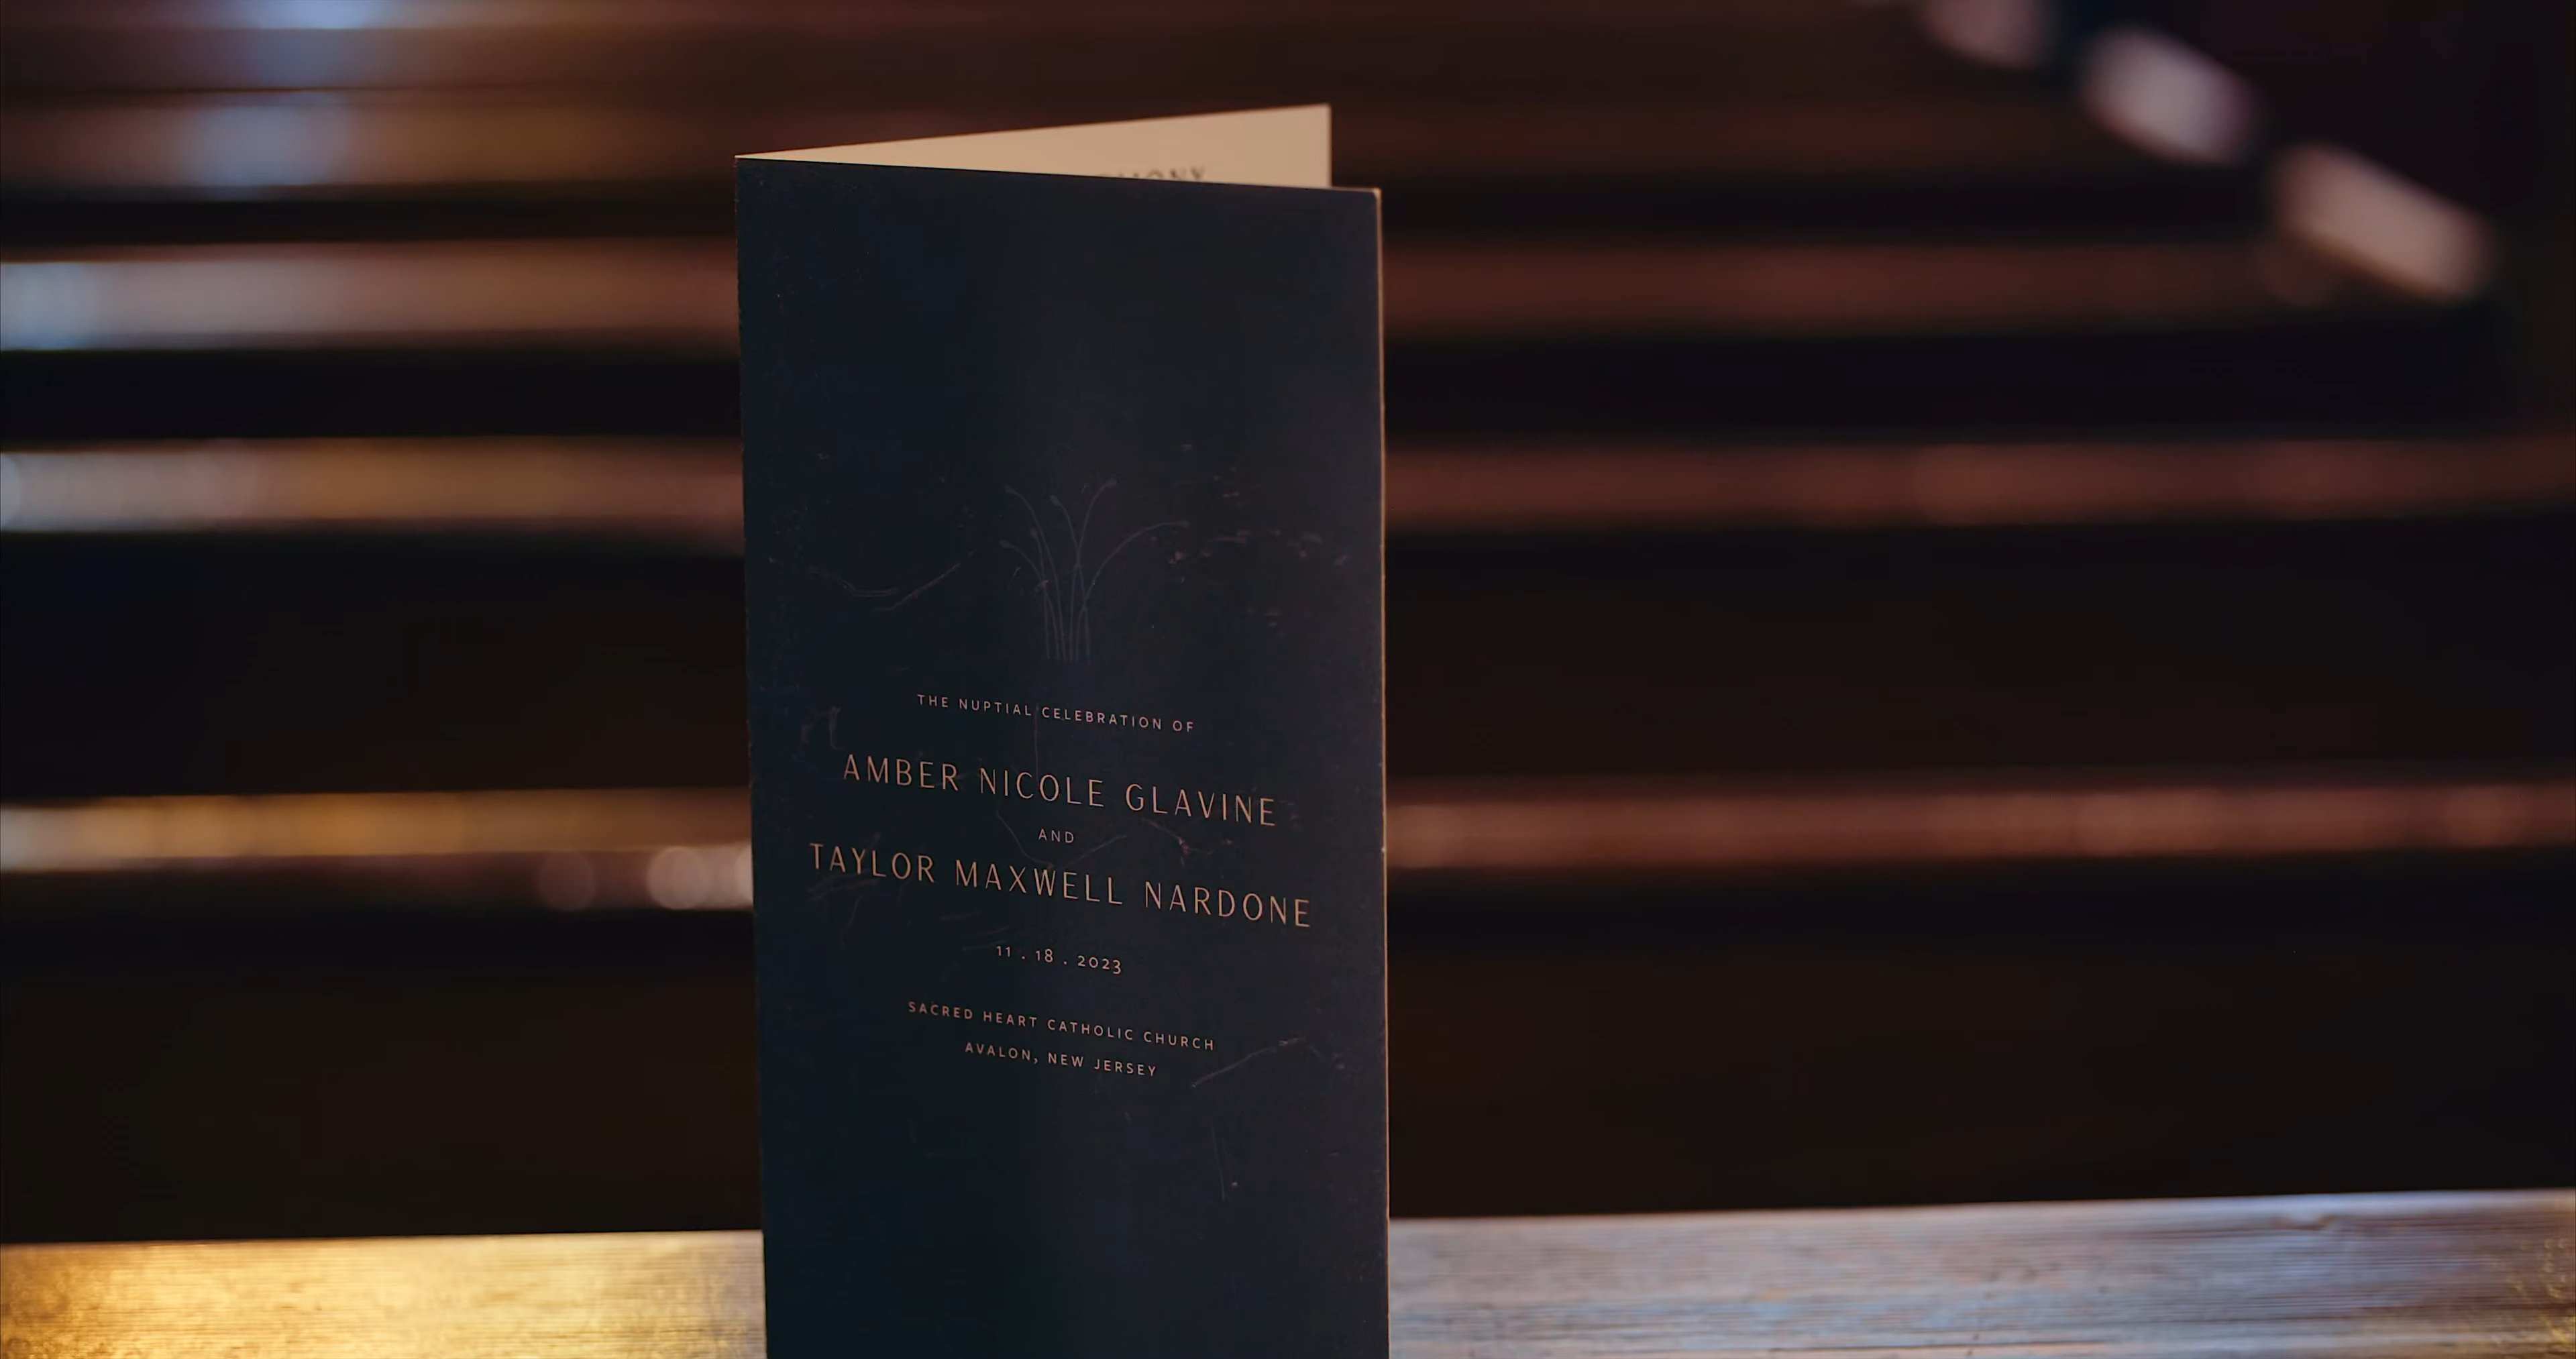 THE NUPTIAL CELEBRATION OF
AMBER NICOLE GLAVINE
AND
TAYLOR MAXWELL NARDONE
11 . 18 . 2023
SACRED HEART CATHOLIC CHURCH
AVALON, NEW JERSEY